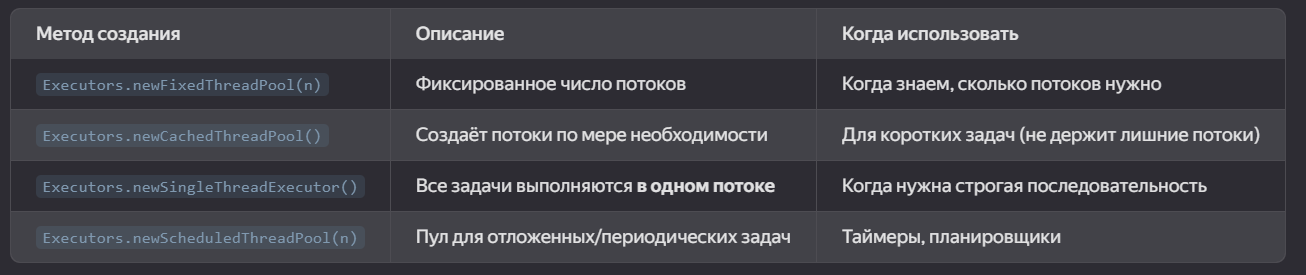 Метод создания Описание Когда использовать
Executors.newFixedThreadPool(n) Фиксированное число потоков Когда знаем, сколько потоков нужно
Executors.newCachedThreadPool() Создаёт потоки по мере необходимости Для коротких задач (не держит лишние потоки)
Executors.newSingleThreadExecutor() Все задачи выполняются в одном потоке Когда нужна строгая последовательность
Executors.newScheduledThreadPool(n) Пул для отложенных/периодических задач Таймеры, планировщики